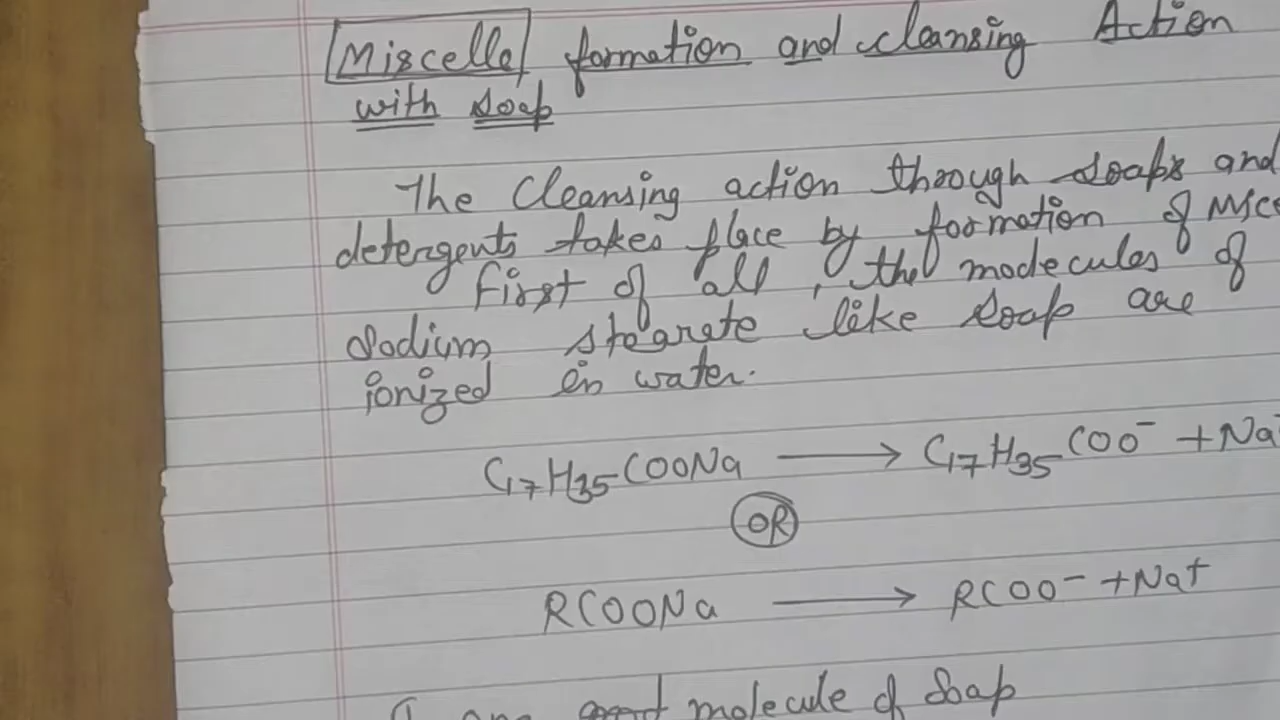 Miscelle formation and cleansing Action
with soap
The Cleansing action through soaps and
detergents takes place by formation of Misce
First of all, the modecules of
Sodium stearate like soap are
ionized in water.
C₁₇H₃₅COONa → C₁₇H₃₅COO⁻ + Na
OR
RCOONa → RCOO⁻ + Na⁺
molecule of Soap